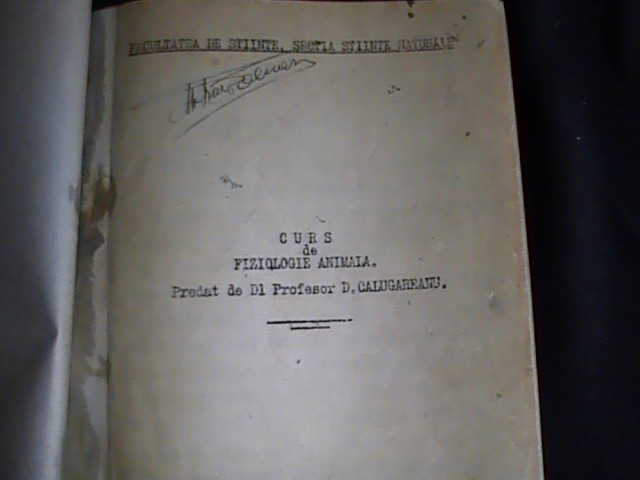 FACULTATEA DE STIINTE, SECTIA STIINTE NATURALE
CURS
de
FIZIOLOGIE ANIMALA.
Predat de Dl Profesor D.CALUGAREANU.